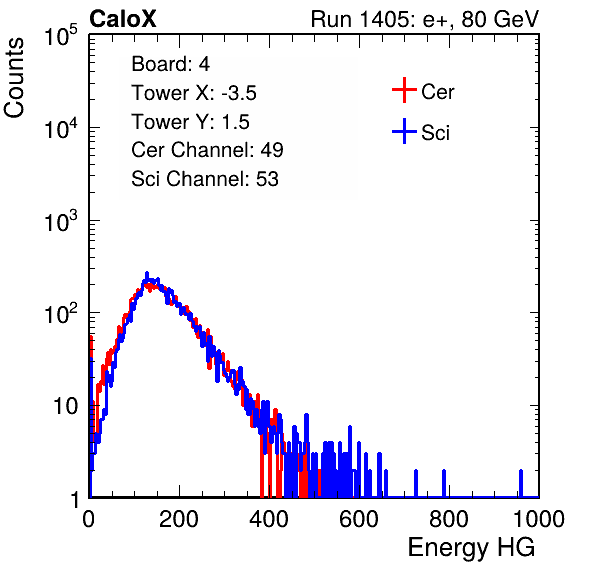 CaloX Run 1405: e+, 80 GeV
Counts
10^5
10^4
10^3
10^2
10
1
Board: 4
Tower X: -3.5
Tower Y: 1.5
Cer Channel: 49
Sci Channel: 53
Cer
Sci
0 200 400 600 800 1000
Energy HG